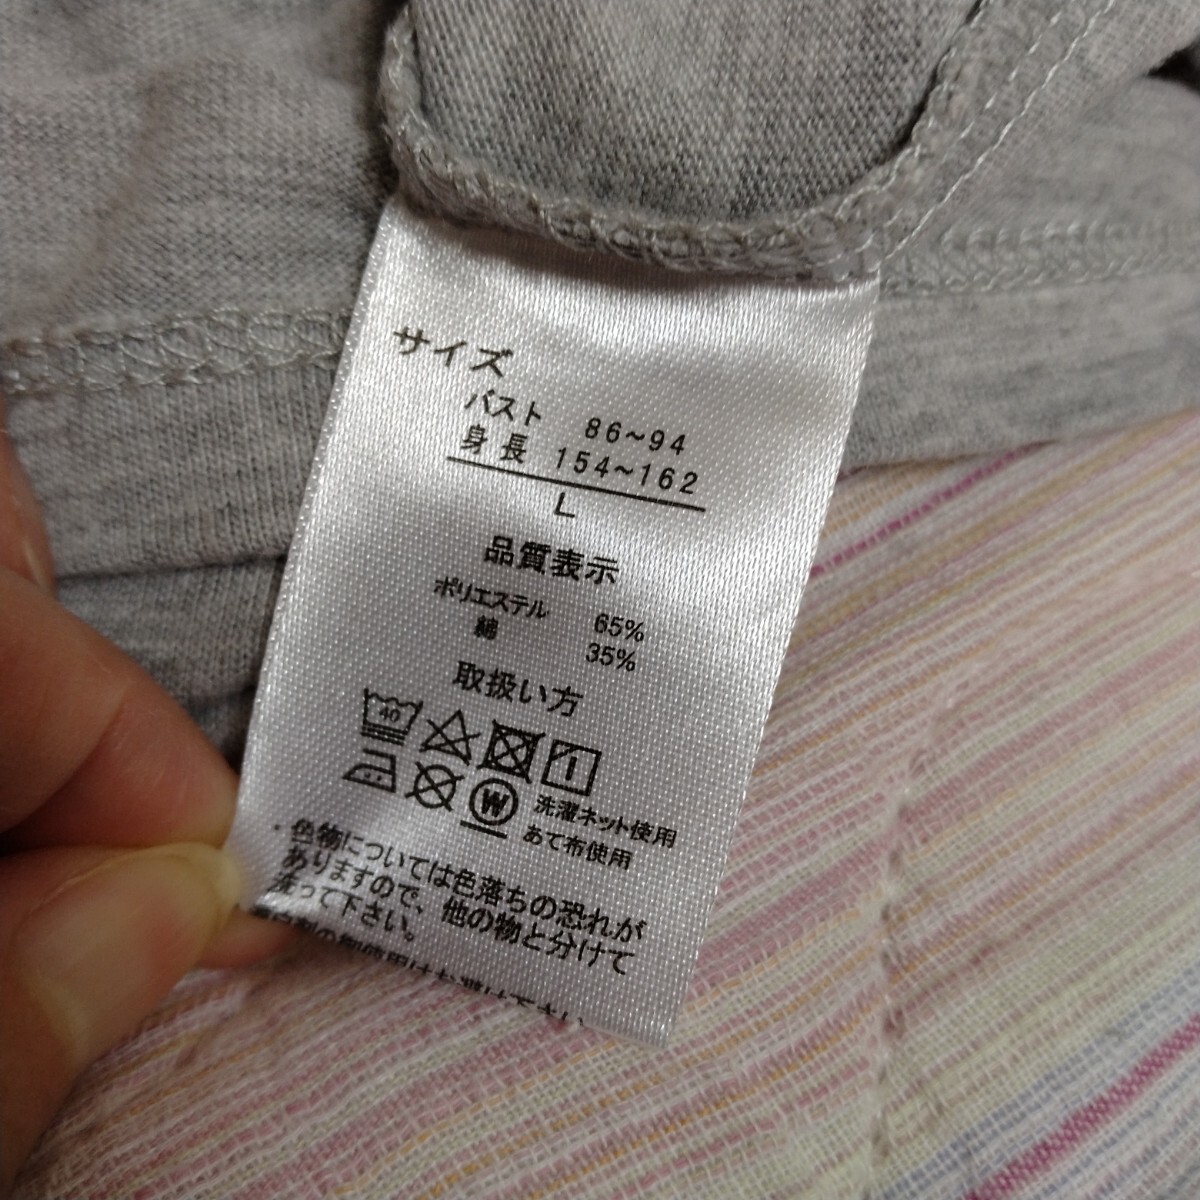 サイズ
バスト 86~94
身長 154~162
L
品質表示
ポリエステル 65%
綿 35%
取扱い方
40
W 洗濯ネット使用
あて布使用
・色物については色落ちの恐れが
ありますので、他の物と分けて
洗って下さい。